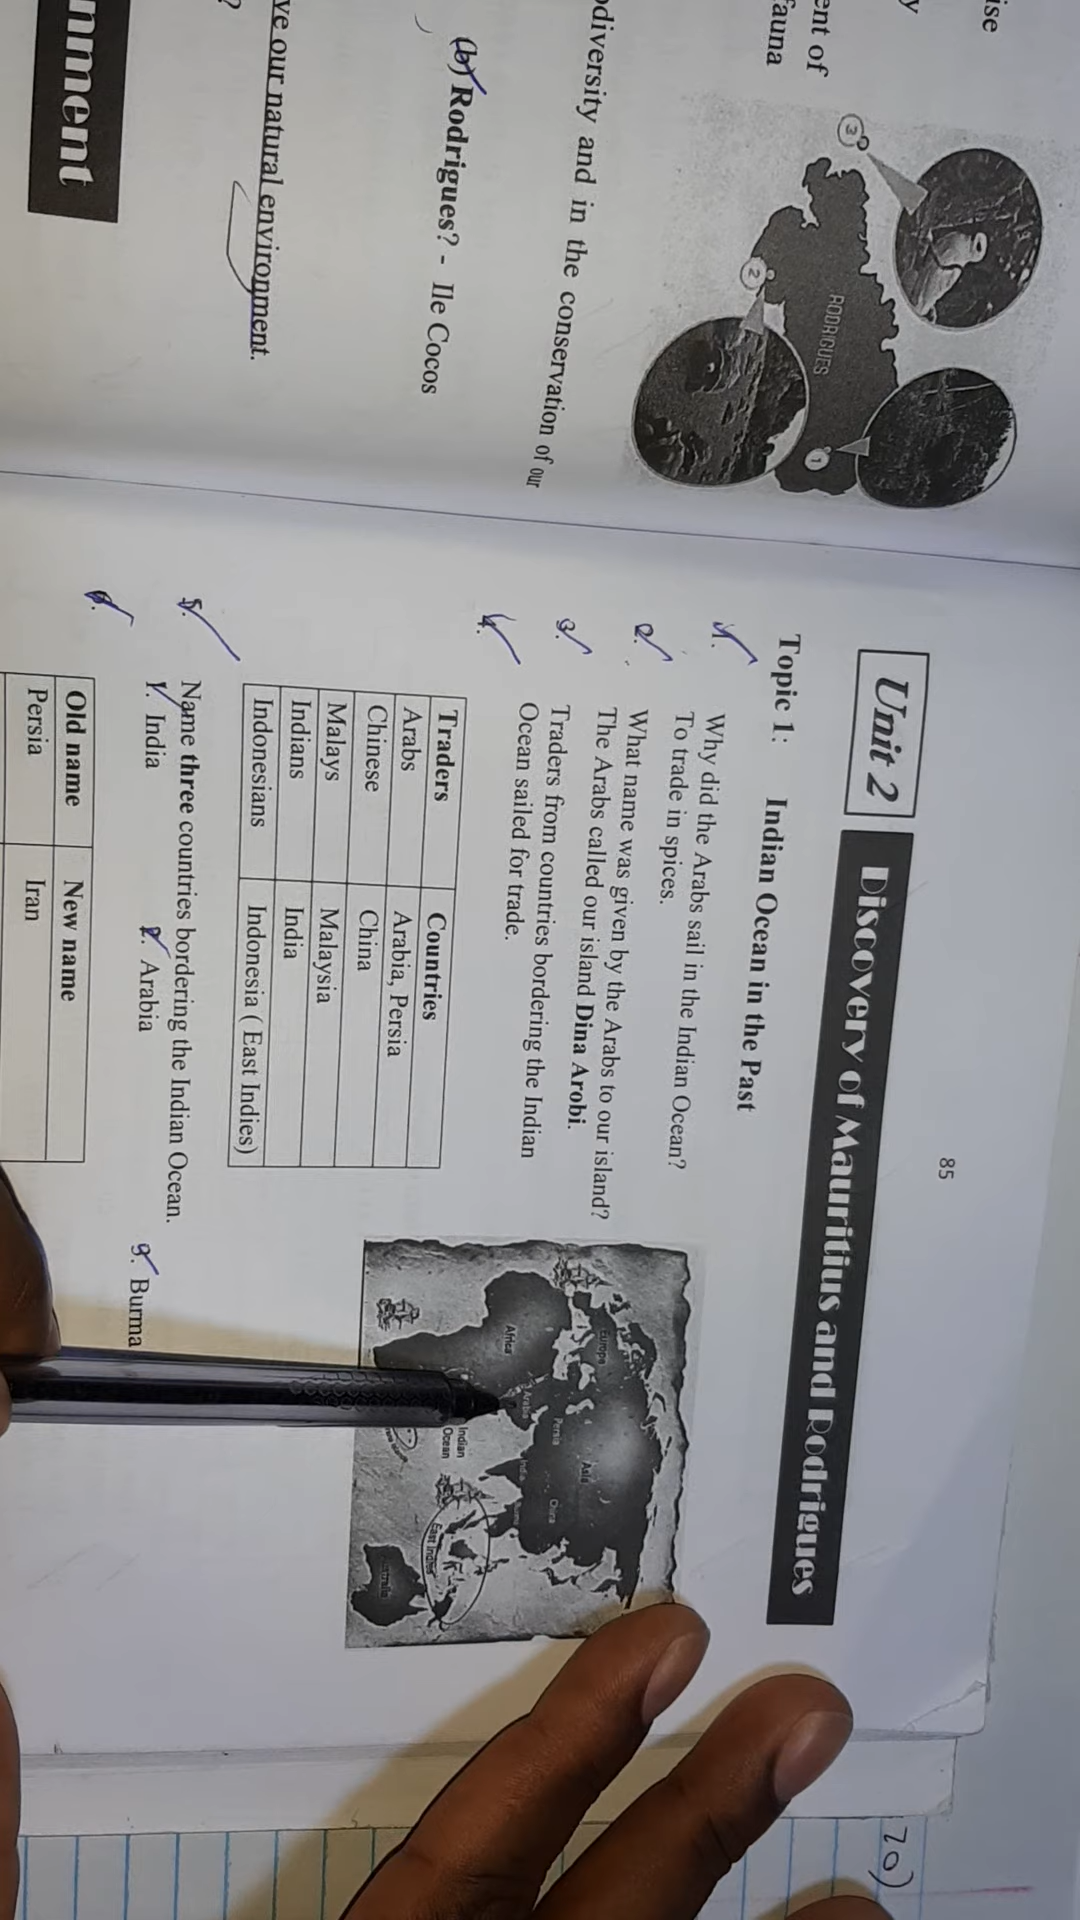 ise
y
ent of
fauna
3
2
1
RODRIGUES
odiversity and in the conservation of our
(b) Rodrigues? - Ile Cocos
ve our natural environment.
?
nment
85
Unit 2
Discovery of Mauritius and Rodrigues
Topic 1: Indian Ocean in the Past
1. Why did the Arabs sail in the Indian Ocean?
To trade in spices.
2. What name was given by the Arabs to our island?
The Arabs called our island Dina Arobi.
3. Traders from countries bordering the Indian
Ocean sailed for trade.
4.
Traders Countries
Arabs Arabia, Persia
Chinese China
Malays Malaysia
Indians India
Indonesians Indonesia ( East Indies)
Europe
Africa
Arabia
Persia
Asia
India
China
Indian
Ocean
East Indies
Australia
5. Name three countries bordering the Indian Ocean.
1. India 2. Arabia 3. Burma
6.
Old name New name
Persia Iran
20)